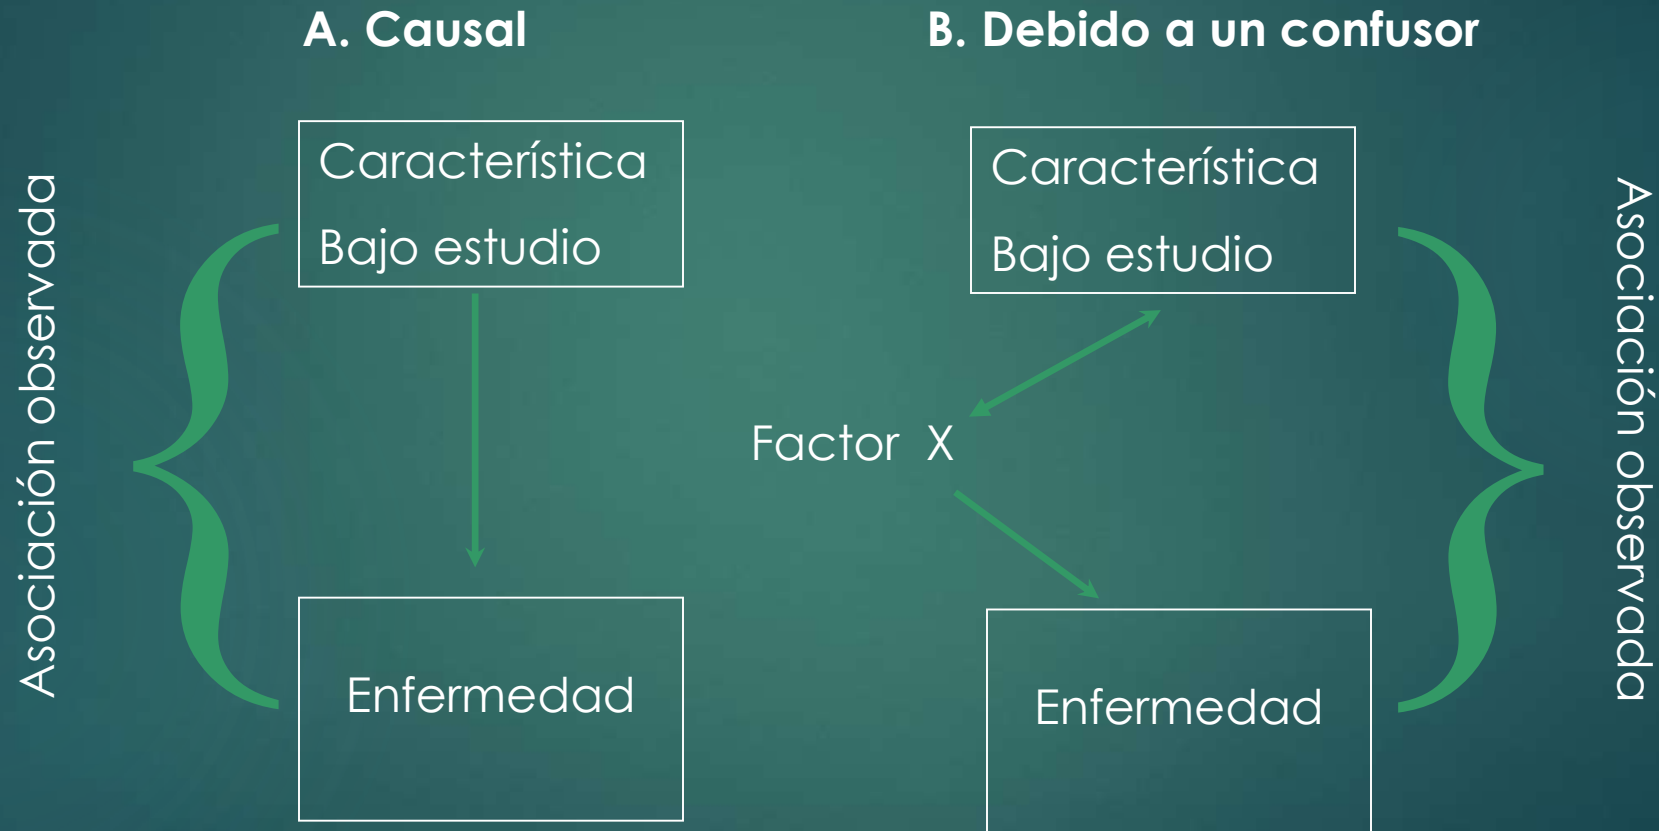 A. Causal
B. Debido a un confusor
Asociación observada
Característica
Bajo estudio
Enfermedad
Factor X
Característica
Bajo estudio
Enfermedad
Asociación observada